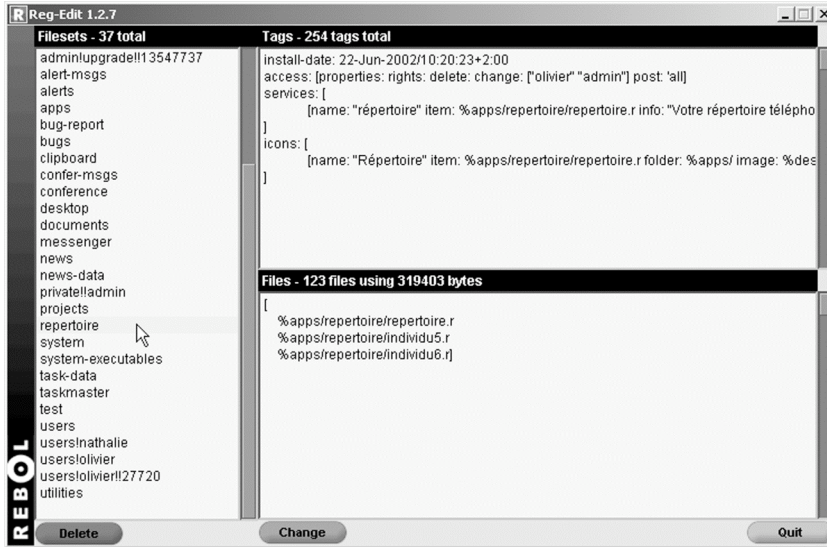 Reg-Edit 1.2.7
Filesets - 37 total
admin!upgrade!!13547737
alert-msgs
alerts
apps
bug-report
bugs
clipboard
confer-msgs
conference
desktop
documents
messenger
news
news-data
private!!admin
projects
repertoire
system
system-executables
task-data
taskmaster
test
users
users!nathalie
users!olivier
users!olivier!!27720
utilities
Tags - 254 tags total
install-date: 22-Jun-2002/10:20:23+2:00
access: [properties: rights: delete: change: ["olivier" "admin"] post: 'all]
services: [
[name: "répertoire" item: %apps/repertoire/repertoire.r info: "Votre répertoire télépho
]
icons: [
[name: "Répertoire" item: %apps/repertoire/repertoire.r folder: %apps/ image: %des
]
Files - 123 files using 319403 bytes
[
%apps/repertoire/repertoire.r
%apps/repertoire/individu5.r
%apps/repertoire/individu6.r]
REBOL
Delete
Change
Quit